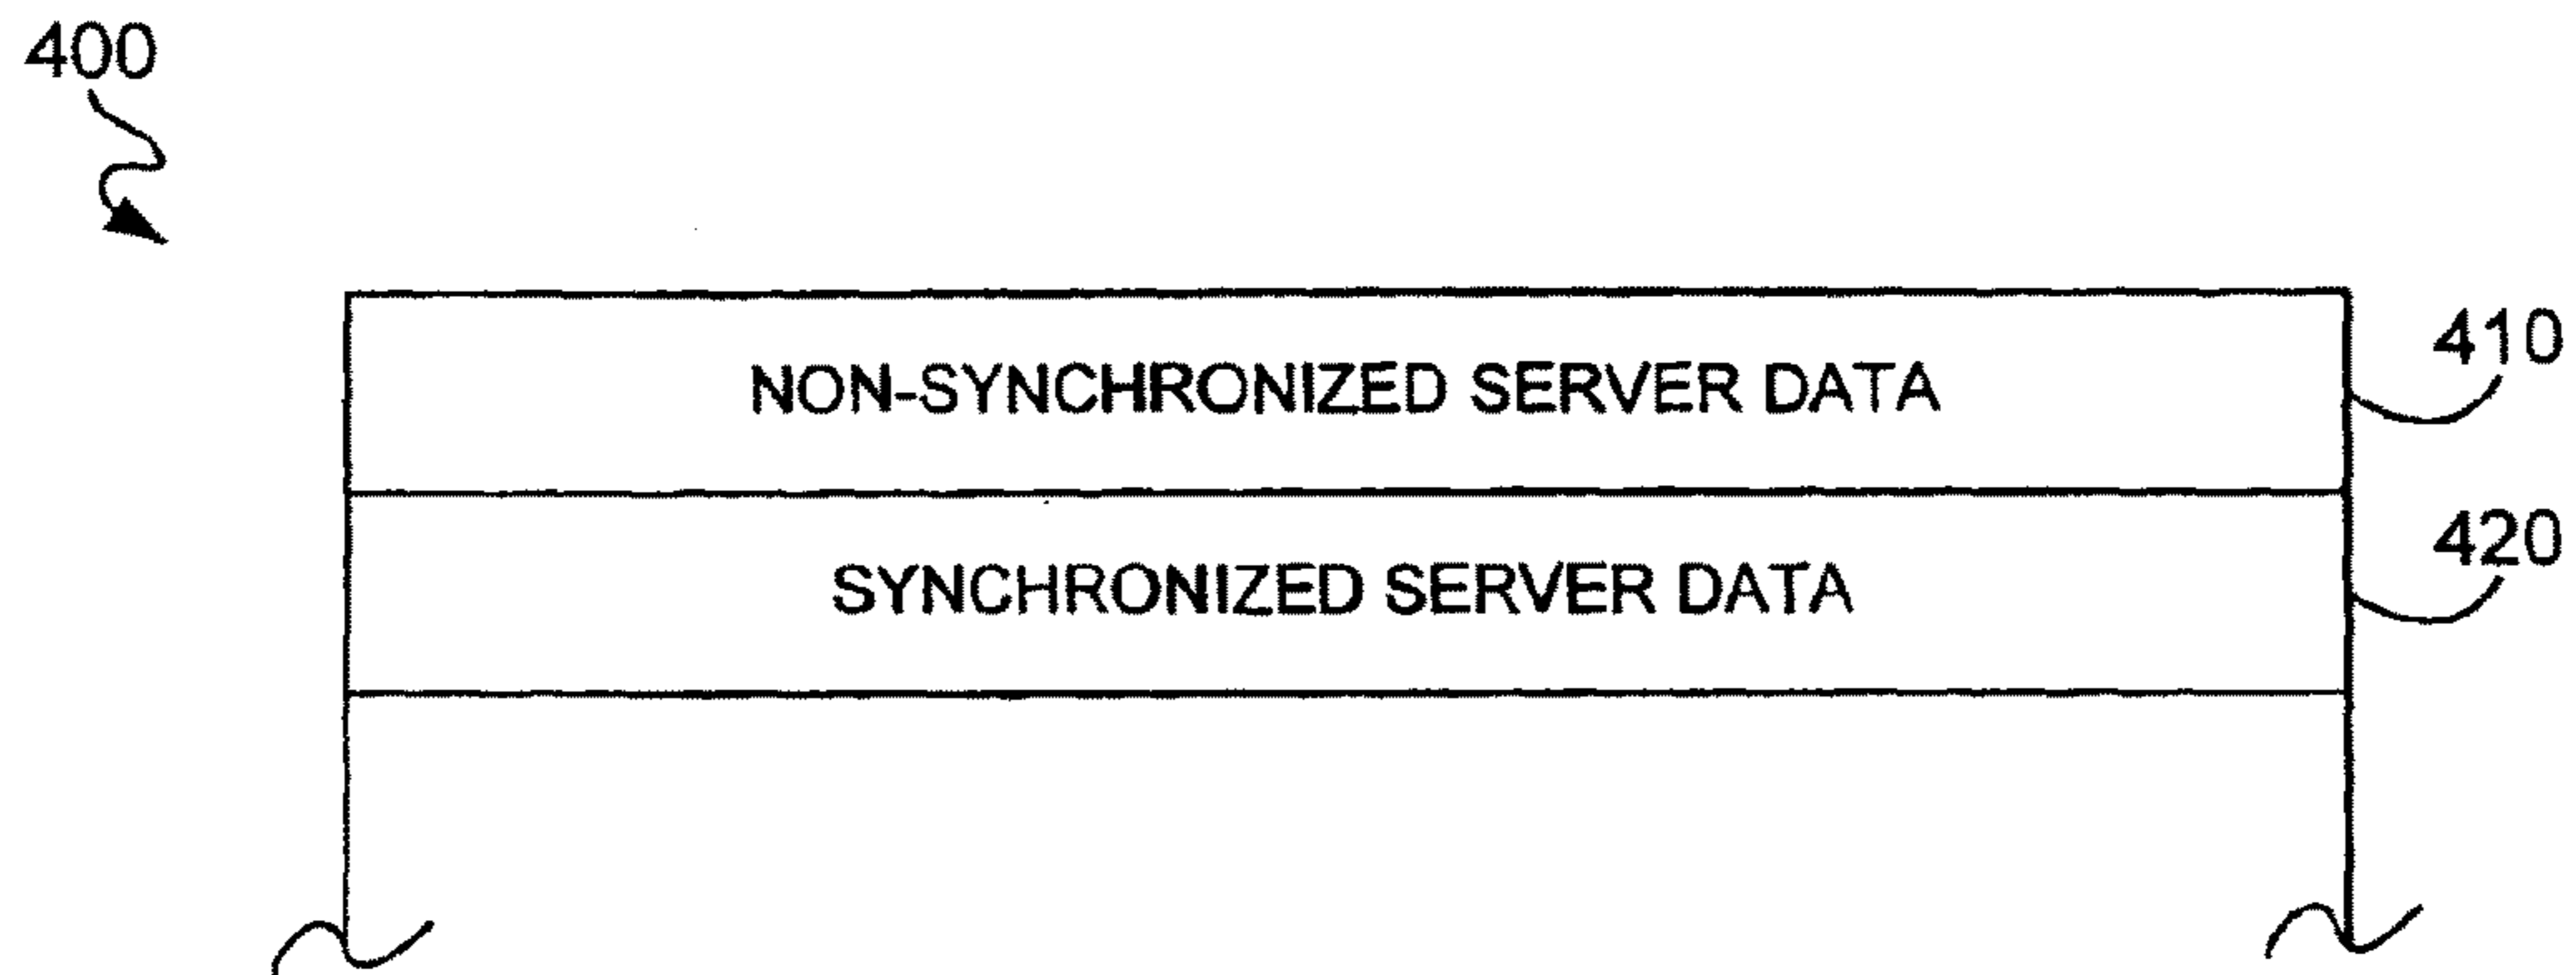 400
NON-SYNCHRONIZED SERVER DATA
410
SYNCHRONIZED SERVER DATA
420